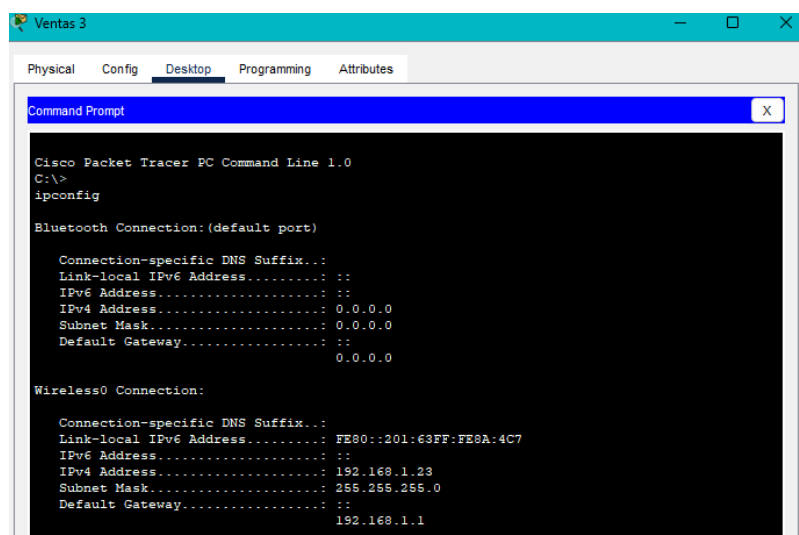 Ventas 3
Physical Config Desktop Programming Attributes
Command Prompt
X
Cisco Packet Tracer PC Command Line 1.0
C:\>
ipconfig
Bluetooth Connection:(default port)
Connection-specific DNS Suffix..:
Link-local IPv6 Address.........: ::
IPv6 Address....................: ::
IPv4 Address....................: 0.0.0.0
Subnet Mask.....................: 0.0.0.0
Default Gateway.................: ::
0.0.0.0
Wireless0 Connection:
Connection-specific DNS Suffix..:
Link-local IPv6 Address.........: FE80::201:63FF:FE8A:4C7
IPv6 Address....................: ::
IPv4 Address....................: 192.168.1.23
Subnet Mask.....................: 255.255.255.0
Default Gateway.................: ::
192.168.1.1